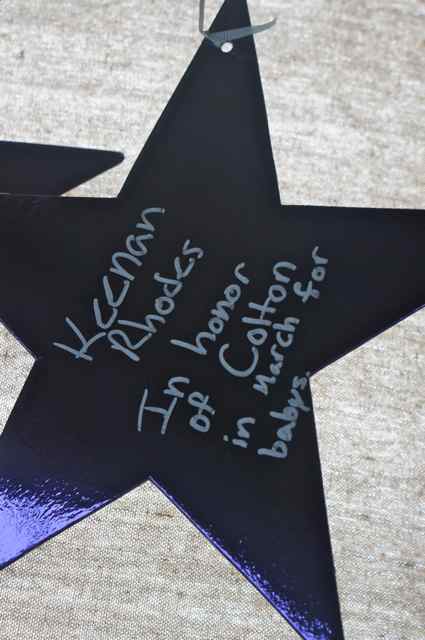 Keenan
Rhodes
In honor
of Colton
in march for
babys.